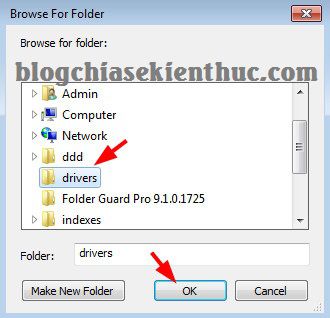 Browse For Folder
Browse for folder:
blogchiasekienthuc.com
Admin
Computer
Network
ddd
drivers
Folder Guard Pro 9.1.0.1725
indexes
Folder: drivers
Make New Folder OK Cancel